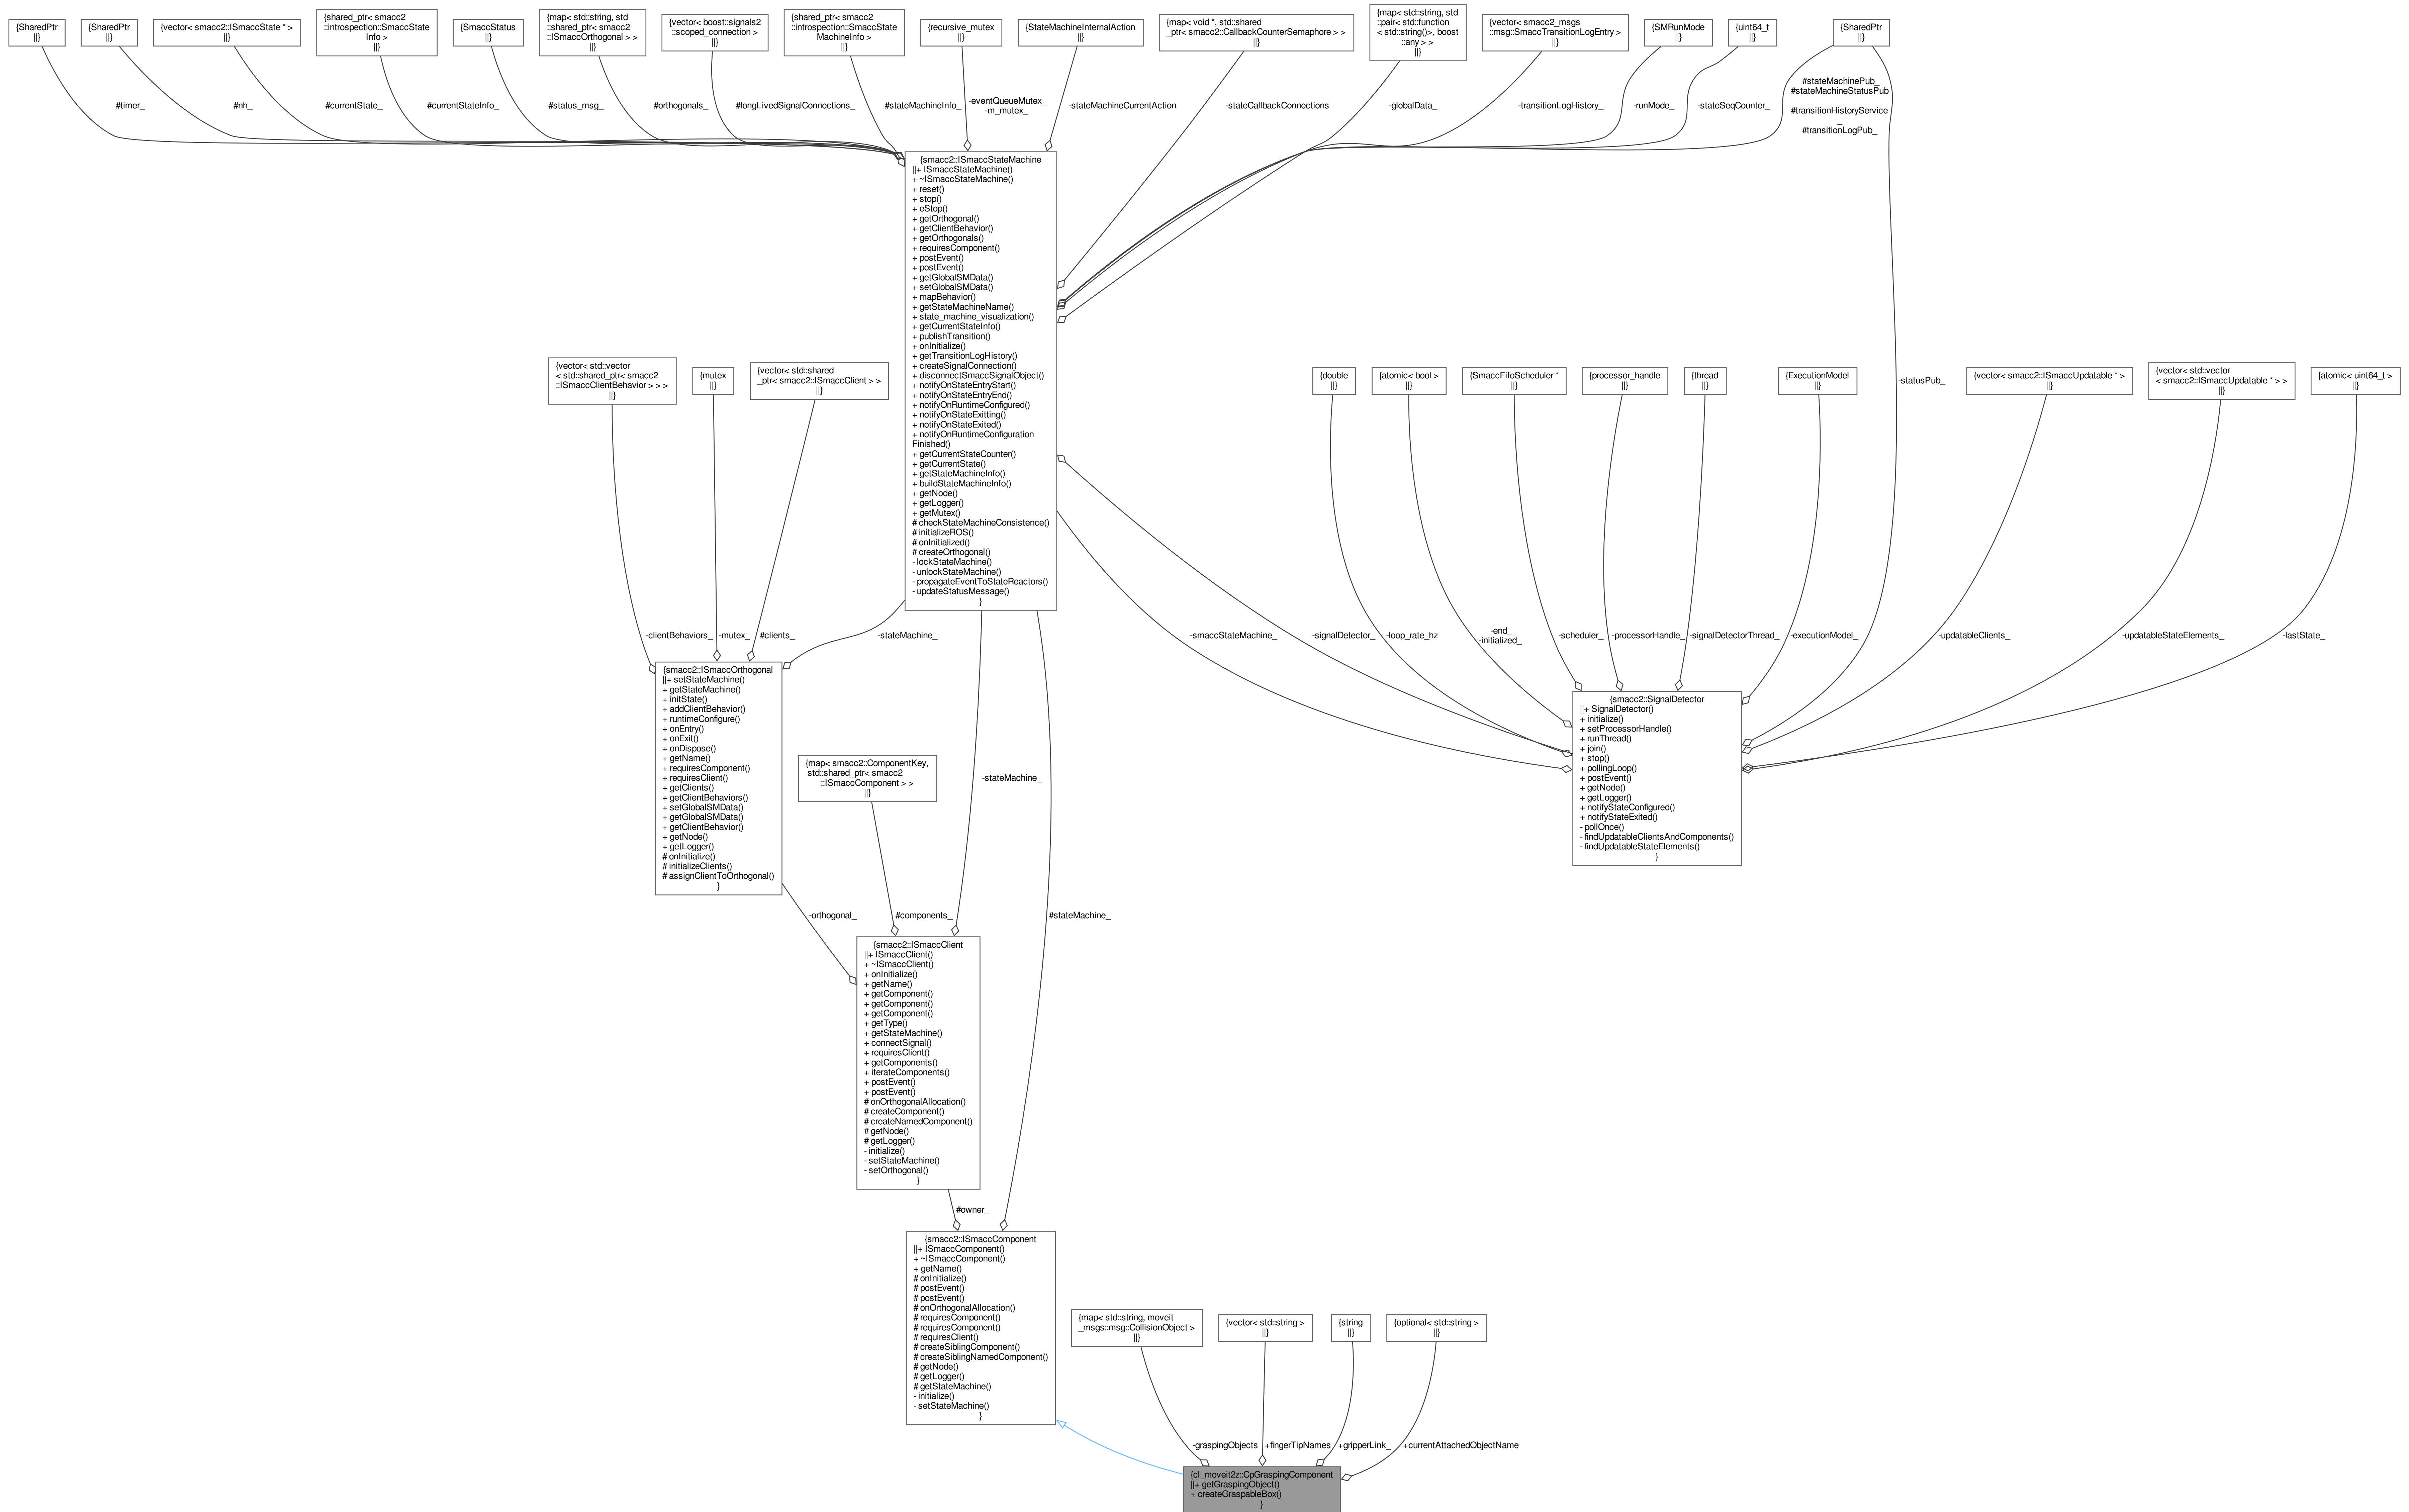 {SharedPtr
||}
{SharedPtr
||}
{vector< smacc2::ISmaccState * >
||}
{shared_ptr< smacc2
::introspection::SmaccState
Info >
||}
{SmaccStatus
||}
{map< std::string, std
::shared_ptr< smacc2
::ISmaccOrthogonal > >
||}
{vector< boost::signals2
::scoped_connection >
||}
{shared_ptr< smacc2
::introspection::SmaccState
MachineInfo >
||}
{recursive_mutex
||}
{StateMachineInternalAction
||}
{map< void *, std::shared
_ptr< smacc2::CallbackCounterSemaphore > >
||}
{map< std::string, std
::pair< std::function
< std::string()>, boost
::any > >
||}
{vector< smacc2_msgs
::msg::SmaccTransitionLogEntry >
||}
{SMRunMode
||}
{uint64_t
||}
{SharedPtr
||}
#timer_
#nh_
#currentState_
#currentStateInfo_
#status_msg_
#orthogonals_
#longLivedSignalConnections_
#stateMachineInfo_
-eventQueueMutex_
-m_mutex_
-stateMachineCurrentAction
-stateCallbackConnections
-globalData_
-transitionLogHistory_
-runMode_
-stateSeqCounter_
#stateMachinePub_
#stateMachineStatusPub
_
#transitionHistoryService
_
#transitionLogPub_
{smacc2::ISmaccStateMachine
||+ ISmaccStateMachine()
+ ~ISmaccStateMachine()
+ reset()
+ stop()
+ eStop()
+ getOrthogonal()
+ getClientBehavior()
+ getOrthogonals()
+ requiresComponent()
+ postEvent()
+ postEvent()
+ getGlobalSMData()
+ setGlobalSMData()
+ mapBehavior()
+ getStateMachineName()
+ state_machine_visualization()
+ getCurrentStateInfo()
+ publishTransition()
+ onInitialize()
+ getTransitionLogHistory()
+ createSignalConnection()
+ disconnectSmaccSignalObject()
+ notifyOnStateEntryStart()
+ notifyOnStateEntryEnd()
+ notifyOnRuntimeConfigured()
+ notifyOnStateExitting()
+ notifyOnStateExited()
+ notifyOnRuntimeConfiguration
Finished()
+ getCurrentStateCounter()
+ getCurrentState()
+ getStateMachineInfo()
+ buildStateMachineInfo()
+ getNode()
+ getLogger()
+ getMutex()
# checkStateMachineConsistence()
# initializeROS()
# onInitialized()
# createOrthogonal()
- lockStateMachine()
- unlockStateMachine()
- propagateEventToStateReactors()
- updateStatusMessage()
}
{vector< std::vector
< std::shared_ptr< smacc2
::ISmaccClientBehavior > > >
||}
{mutex
||}
{vector< std::shared
_ptr< smacc2::ISmaccClient > >
||}
{double
||}
{atomic< bool >
||}
{SmaccFifoScheduler *
||}
{processor_handle
||}
{thread
||}
{ExecutionModel
||}
-statusPub_
{vector< smacc2::ISmaccUpdatable * >
||}
{vector< std::vector
< smacc2::ISmaccUpdatable * > >
||}
{atomic< uint64_t >
||}
-clientBehaviors_
-mutex_
#clients_
-stateMachine_
-smaccStateMachine_
-signalDetector_
-loop_rate_hz
-end_
-initialized_
-scheduler_
-processorHandle_
-signalDetectorThread_
-executionModel_
-updatableClients_
-updatableStateElements_
-lastState_
{smacc2::ISmaccOrthogonal
||+ setStateMachine()
+ getStateMachine()
+ initState()
+ addClientBehavior()
+ runtimeConfigure()
+ onEntry()
+ onExit()
+ onDispose()
+ getName()
+ requiresComponent()
+ requiresClient()
+ getClients()
+ getClientBehaviors()
+ setGlobalSMData()
+ getGlobalSMData()
+ getClientBehavior()
+ getNode()
+ getLogger()
# onInitialize()
# initializeClients()
# assignClientToOrthogonal()
}
{smacc2::SignalDetector
||+ SignalDetector()
+ initialize()
+ setProcessorHandle()
+ runThread()
+ join()
+ stop()
+ pollingLoop()
+ postEvent()
+ getNode()
+ getLogger()
+ notifyStateConfigured()
+ notifyStateExited()
- pollOnce()
- findUpdatableClientsAndComponents()
- findUpdatableStateElements()
}
{map< smacc2::ComponentKey,
std::shared_ptr< smacc2
::ISmaccComponent > >
||}
-stateMachine_
-orthogonal_
#components_
#stateMachine_
{smacc2::ISmaccClient
||+ ISmaccClient()
+ ~ISmaccClient()
+ onInitialize()
+ getName()
+ getComponent()
+ getComponent()
+ getComponent()
+ getType()
+ getStateMachine()
+ connectSignal()
+ requiresClient()
+ getComponents()
+ iterateComponents()
+ postEvent()
+ postEvent()
# onOrthogonalAllocation()
# createComponent()
# createNamedComponent()
# getNode()
# getLogger()
- initialize()
- setStateMachine()
- setOrthogonal()
}
#owner_
{smacc2::ISmaccComponent
||+ ISmaccComponent()
+ ~ISmaccComponent()
+ getName()
# onInitialize()
# postEvent()
# postEvent()
# onOrthogonalAllocation()
# requiresComponent()
# requiresComponent()
# requiresClient()
# createSiblingComponent()
# createSiblingNamedComponent()
# getNode()
# getLogger()
# getStateMachine()
- initialize()
- setStateMachine()
}
{map< std::string, moveit
_msgs::msg::CollisionObject >
||}
{vector< std::string >
||}
{string
||}
{optional< std::string >
||}
-graspingObjects
+fingerTipNames
+gripperLink_
+currentAttachedObjectName
{cl_moveit2z::CpGraspingComponent
||+ getGraspingObject()
+ createGraspableBox()
}